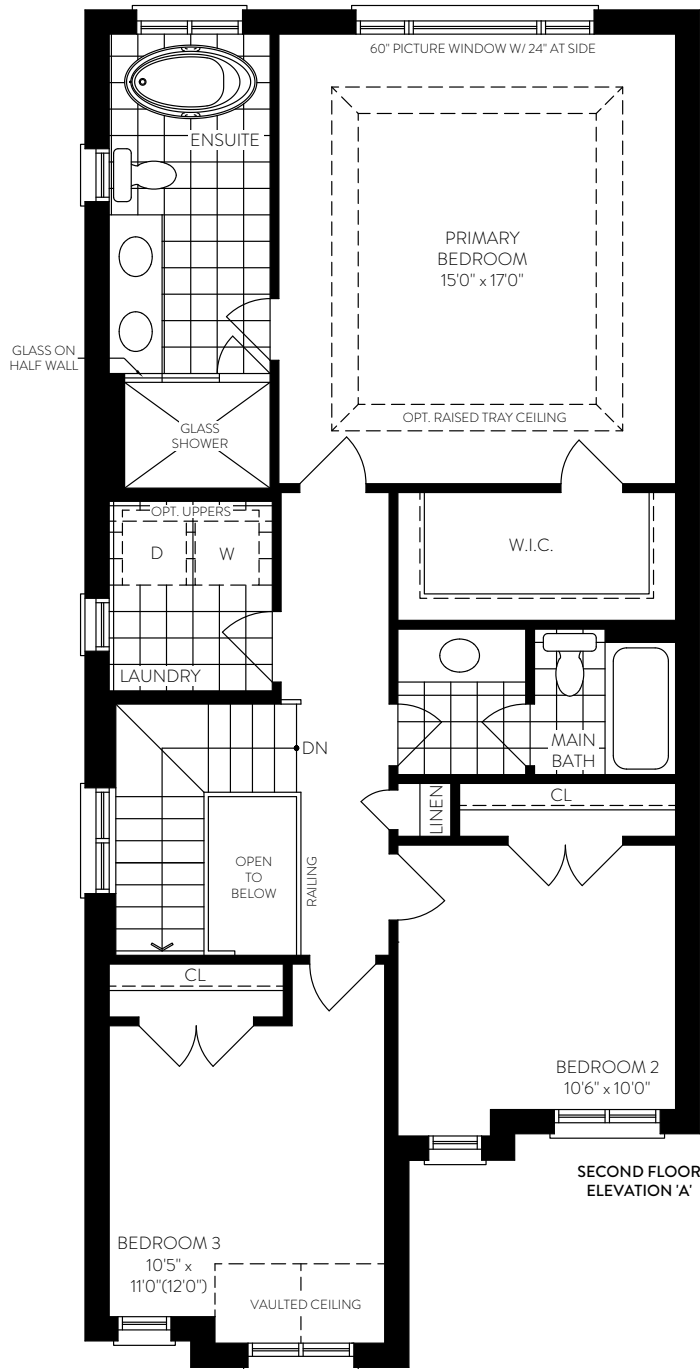 60" PICTURE WINDOW W/ 24" AT SIDE
ENSUITE
PRIMARY
BEDROOM
15'0" x 17'0"
GLASS ON
HALF WALL
OPT. RAISED TRAY CEILING
GLASS
SHOWER
OPT. UPPERS
D
W
W.I.C.
LAUNDRY
MAIN
BATH
DN
LINEN
CL
OPEN
TO
BELOW
RAILING
CL
BEDROOM 2
10'6" x 10'0"
SECOND FLOOR
ELEVATION 'A'
BEDROOM 3
10'5" x
11'0"(12'0")
VAULTED CEILING